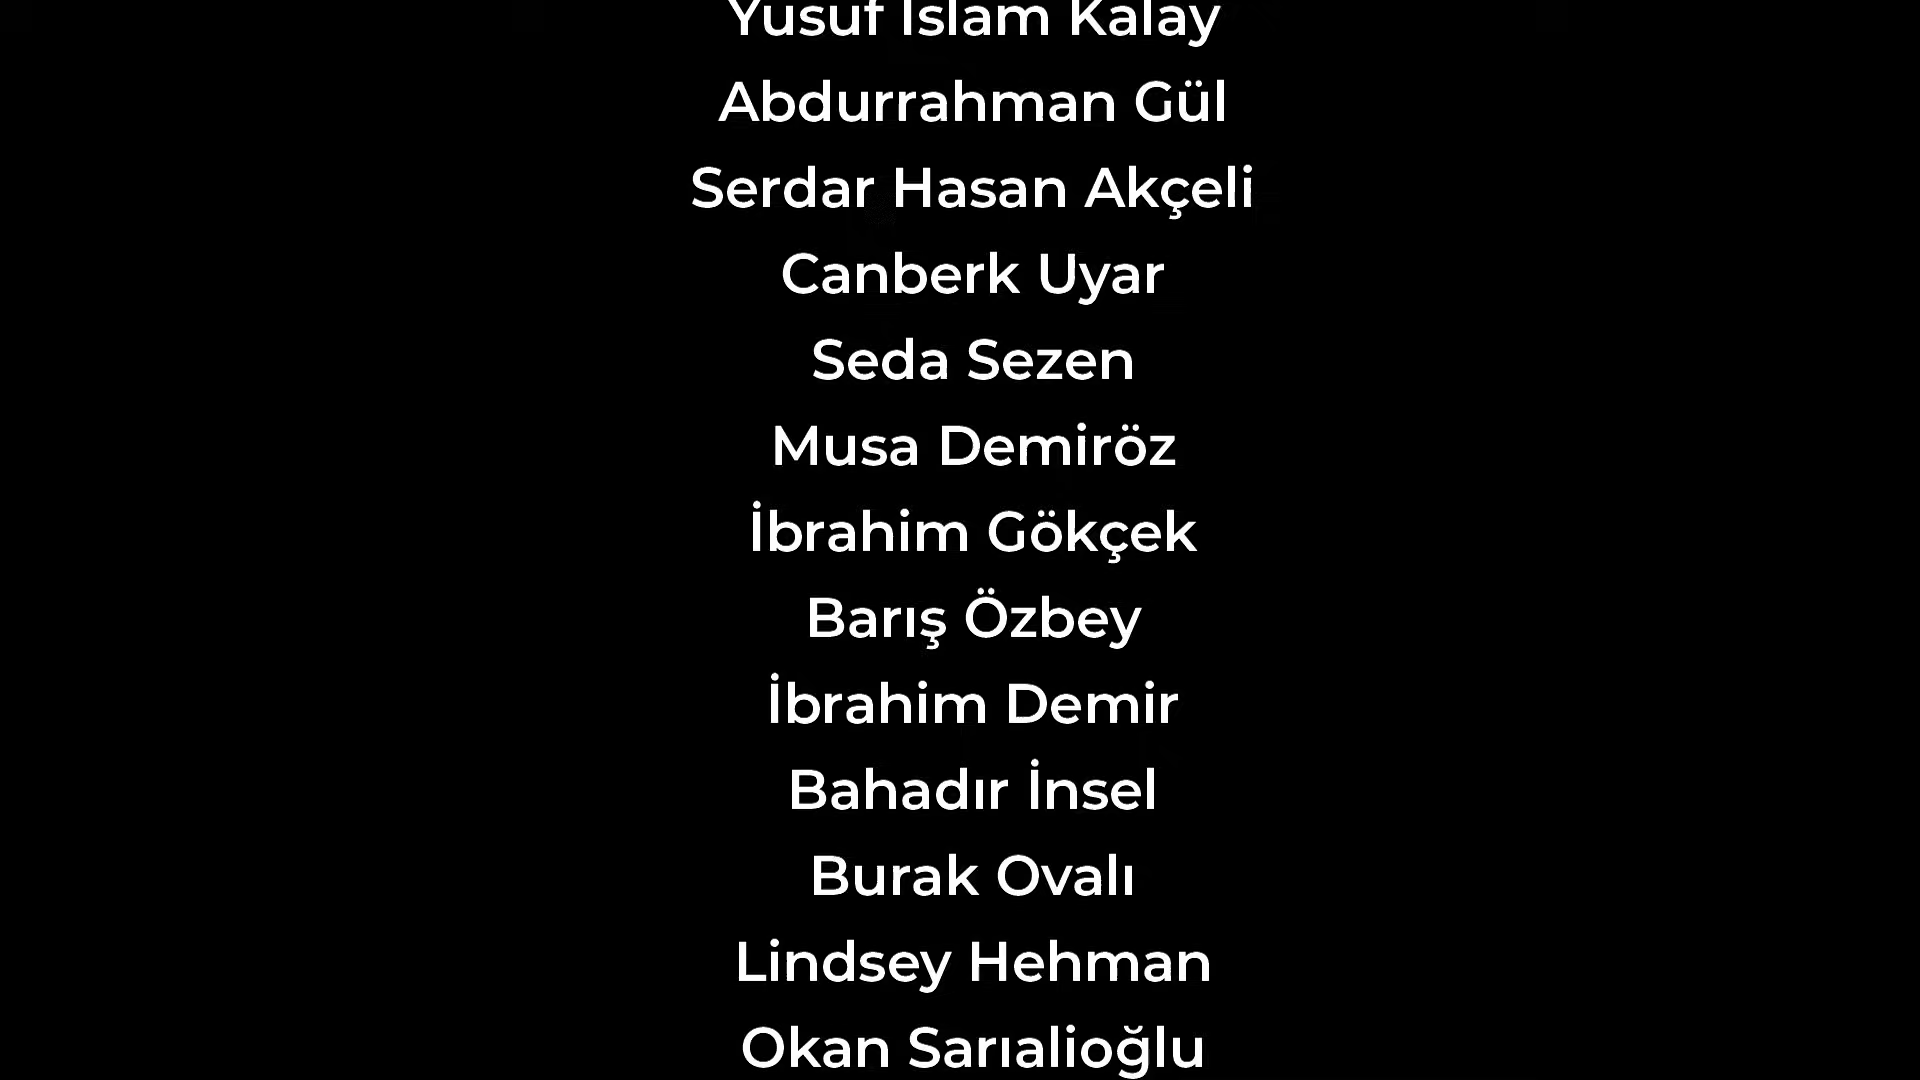 Yusuf İslam Kalay
Abdurrahman Gül
Serdar Hasan Akçeli
Canberk Uyar
Seda Sezen
Musa Demiröz
İbrahim Gökçek
Barış Özbey
İbrahim Demir
Bahadır İnsel
Burak Ovalı
Lindsey Hehman
Okan Sarıalioğlu